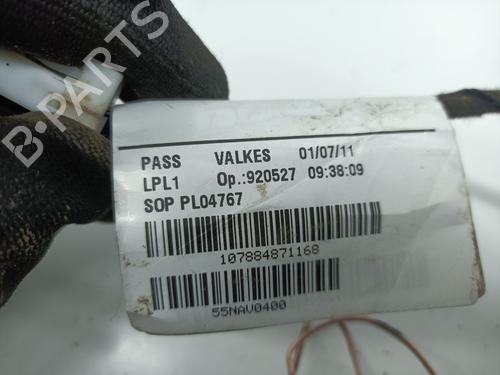 PASS VALKES 01/07/11
LPL1 Op.:920527 09:38:09
SOP PL04767
107884871168
55NAV0400
B-PARTS